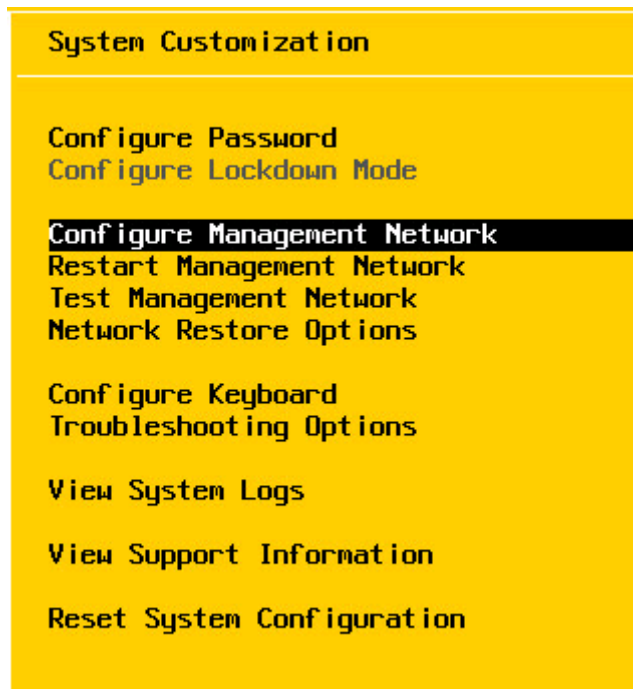 System Customization
Configure Password
Configure Lockdown Mode
Configure Management Network
Restart Management Network
Test Management Network
Network Restore Options
Configure Keyboard
Troubleshooting Options
View System Logs
View Support Information
Reset System Configuration